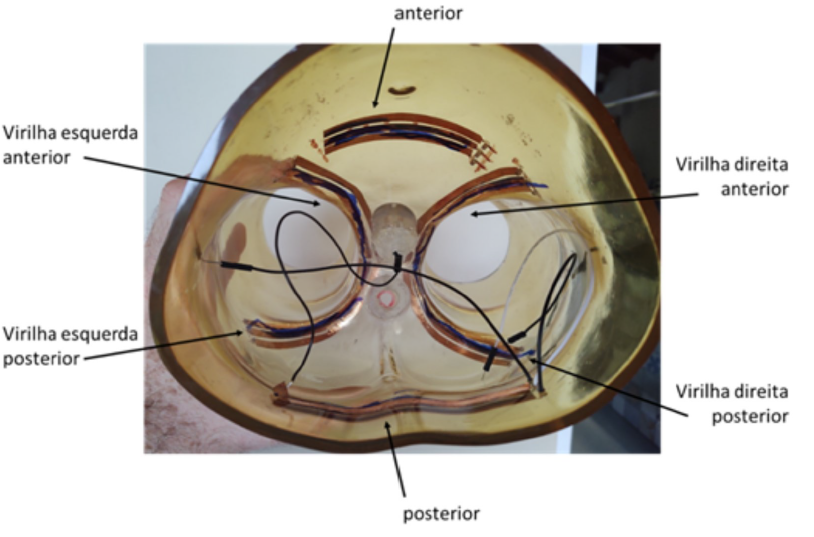 anterior
Virilha esquerda
anterior
Virilha direita
anterior
Virilha esquerda
posterior
Virilha direita
posterior
posterior